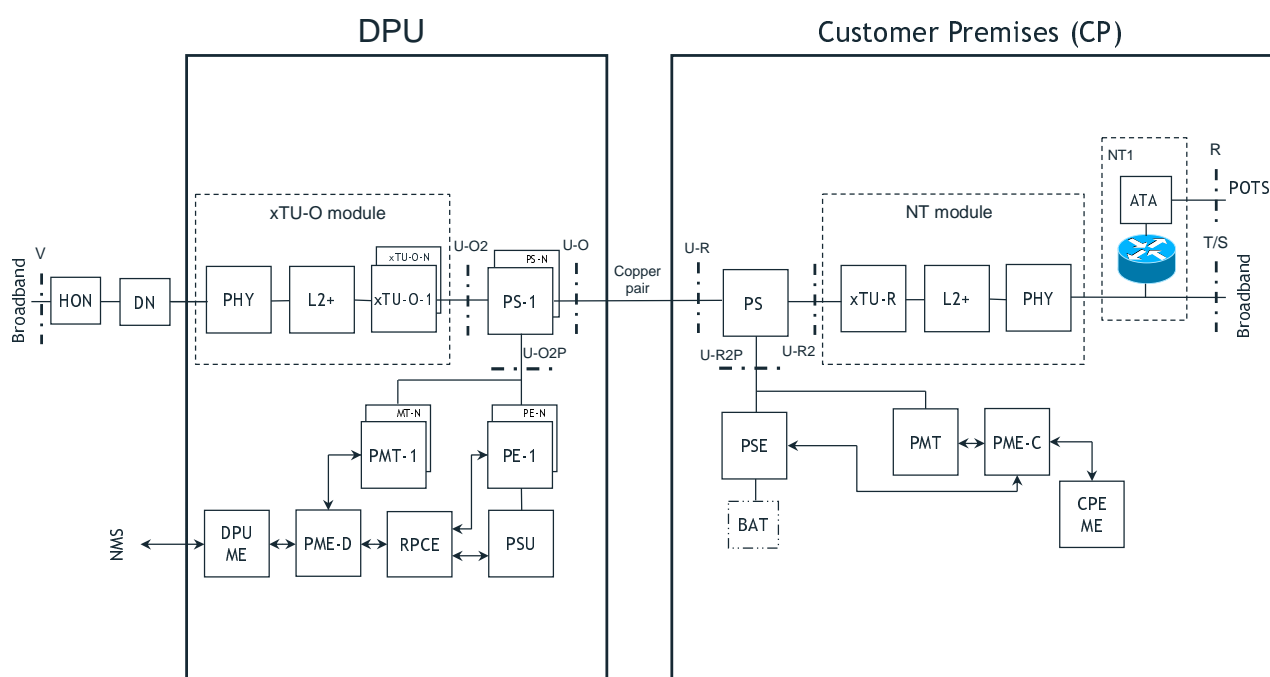 DPU
Customer Premises (CP)
NT1
R
ATA
POTS
xTU-O module
NT module
T/S
V
U-O2
U-O
U-R
xTU-O-N
PS-N
Copper
pair
Broadband
HON
DN
PHY
L2+
xTU-O-1
PS-1
PS
xTU-R
L2+
PHY
Broadband
U-O2P
U-R2P
U-R2
MT-N
PE-N
PMT-1
PE-1
PSE
PMT
PME-C
NMS
DPU
ME
PME-D
RPCE
PSU
BAT
CPE
ME